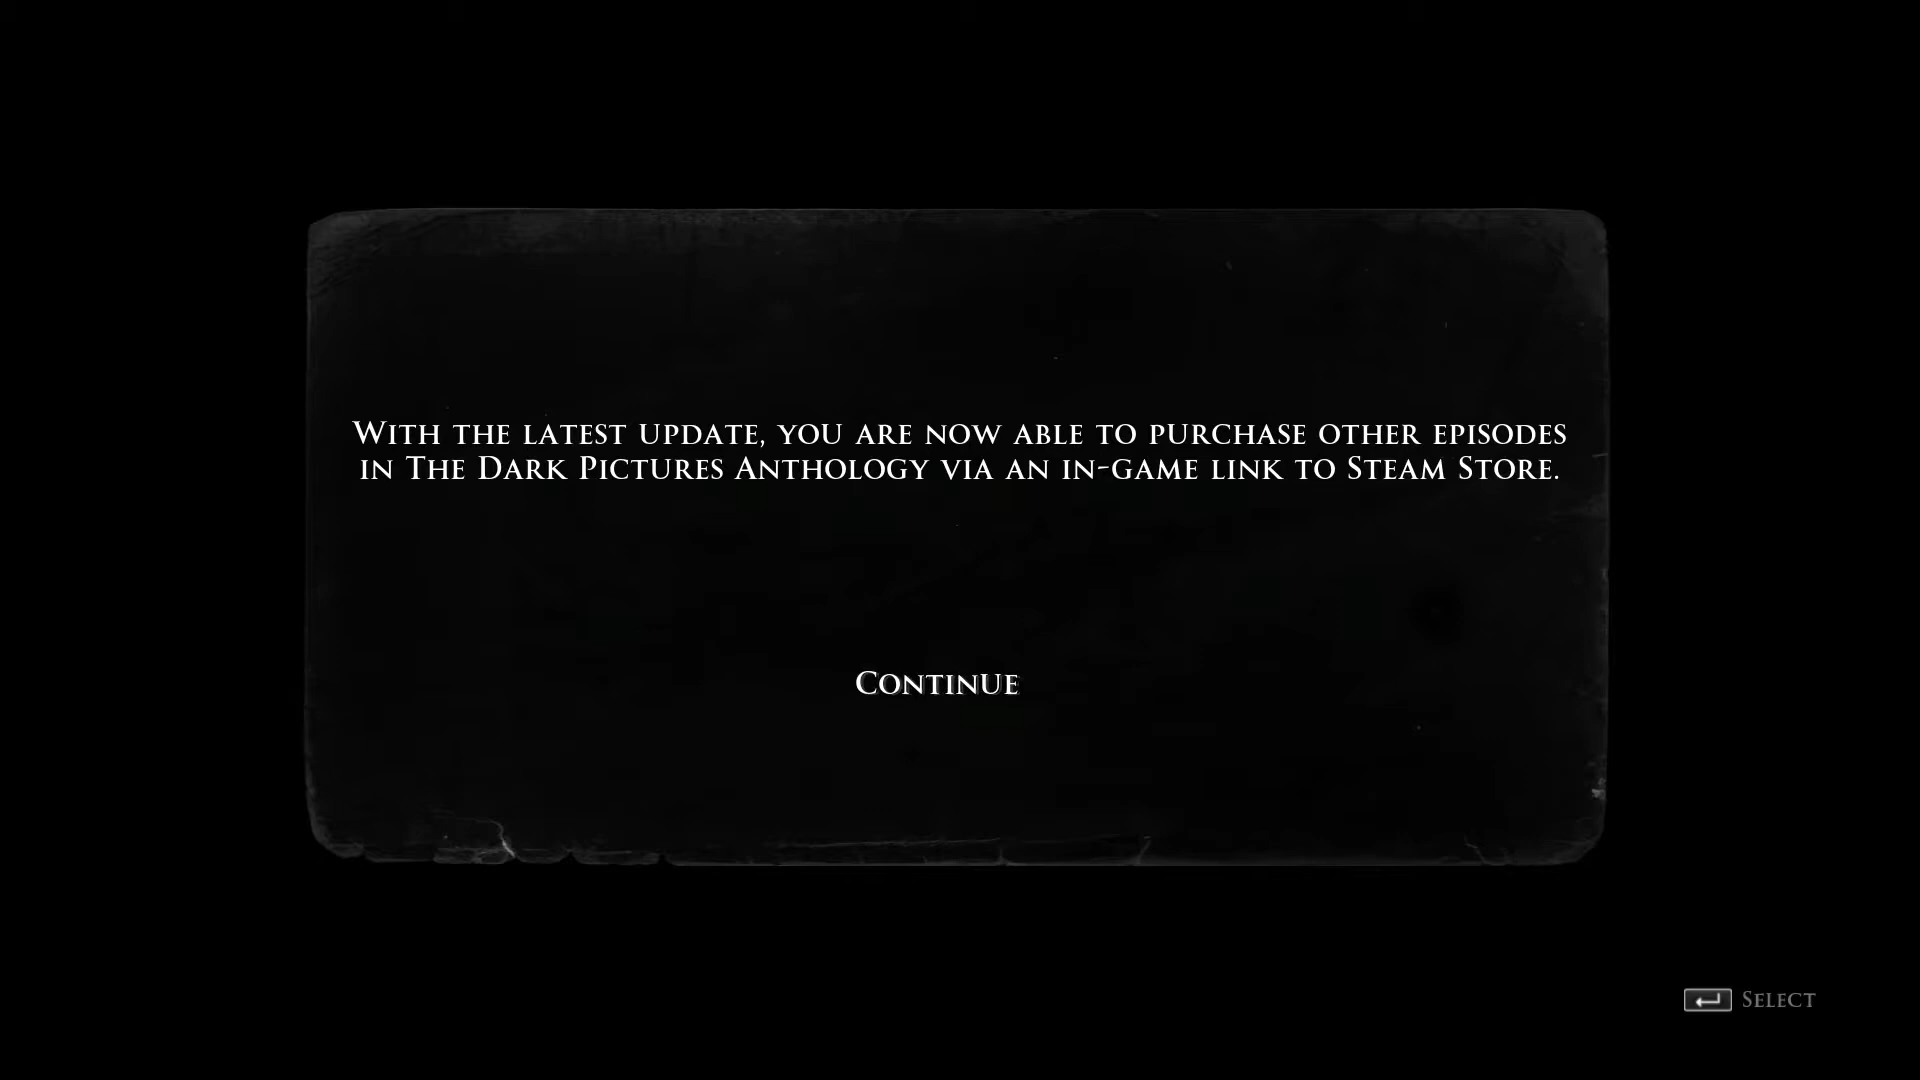 With the latest update, you are now able to purchase other episodes
in The Dark Pictures Anthology via an in-game link to Steam Store.
Continue
Select